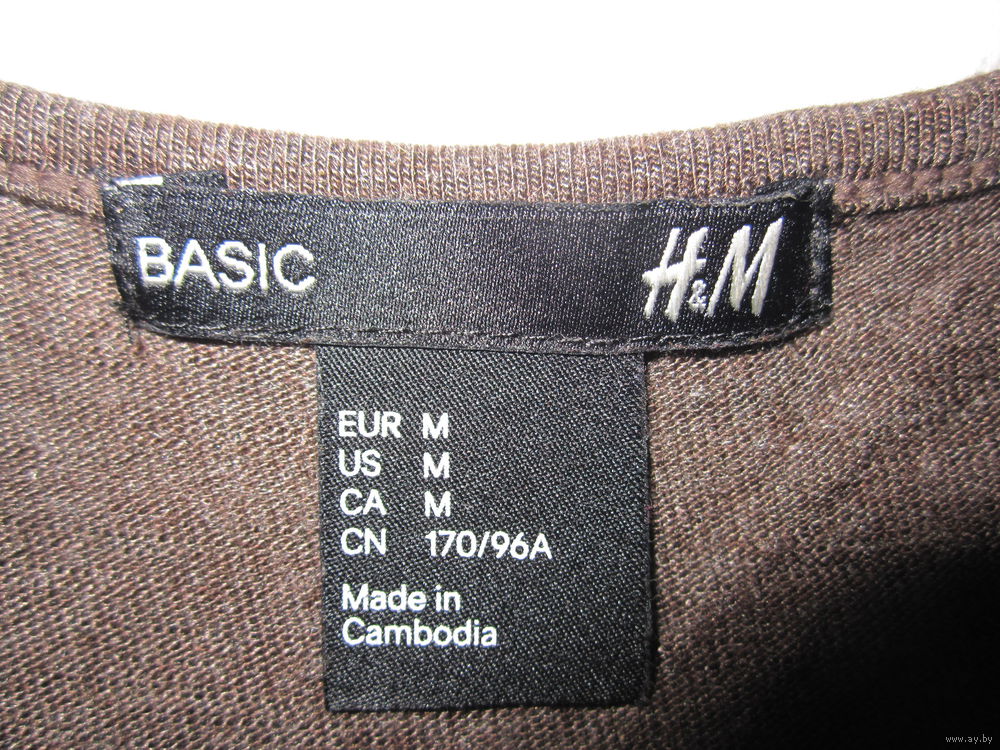 BASIC H&M
EUR M
US M
CA M
CN 170/96A
Made in
Cambodia
www.ay.by